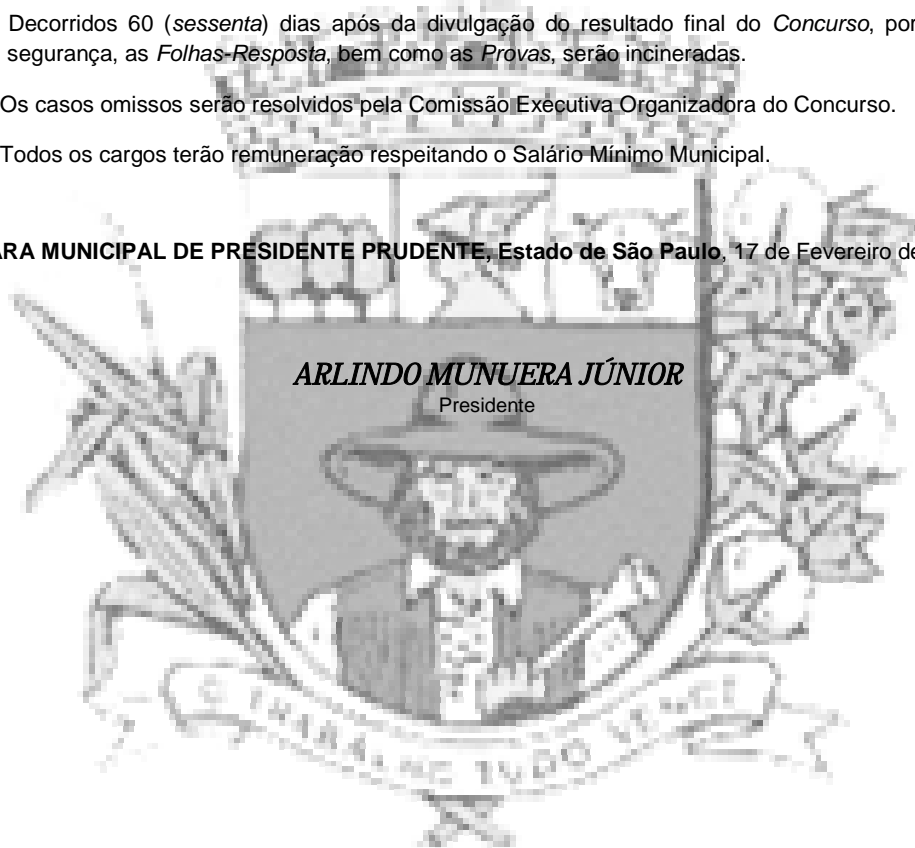 Decorridos 60 (sessenta) dias após da divulgação do resultado final do Concurso, por
segurança, as Folhas-Resposta, bem como as Provas, serão incineradas.
Os casos omissos serão resolvidos pela Comissão Executiva Organizadora do Concurso.
Todos os cargos terão remuneração respeitando o Salário Mínimo Municipal.
ARA MUNICIPAL DE PRESIDENTE PRUDENTE, Estado de São Paulo, 17 de Fevereiro de
ARLINDO MUNUERA JÚNIOR
Presidente
TRABALHO TUDO VENCE